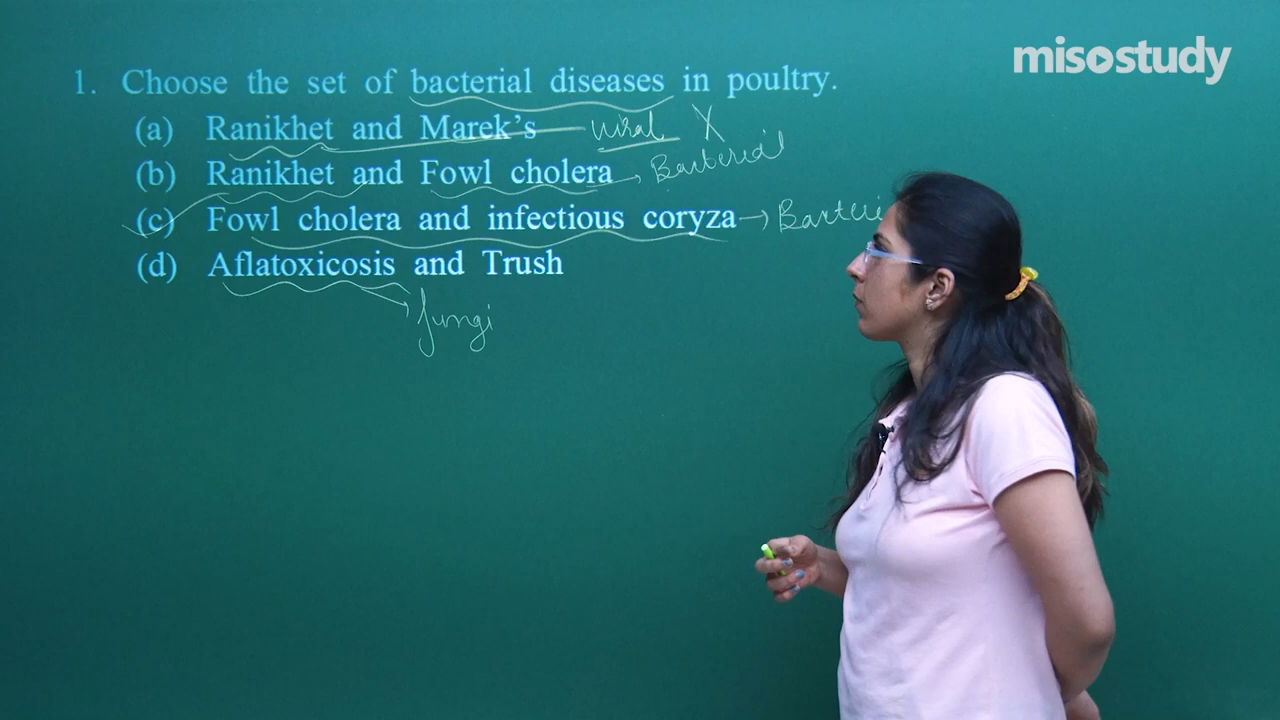 misostudy
1. Choose the set of bacterial diseases in poultry.
(a) Ranikhet and Marek's viral X
(b) Ranikhet and Fowl cholera → Bacterial
(c) Fowl cholera and infectious coryza → Bacteri
(d) Aflatoxicosis and Trush
fungi